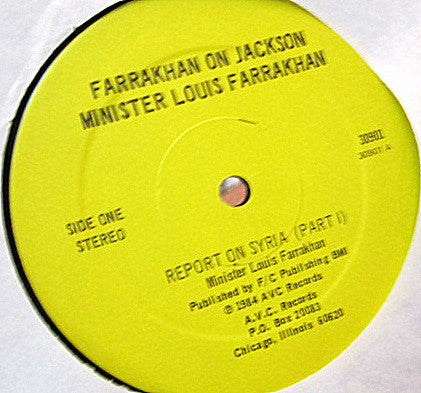 FARRAKHAN ON JACKSON
MINISTER LOUIS FARRAKHAN
30901
30901 A
SIDE ONE
STEREO
REPORT ON SYRIA (PART I)
Minister Louis Farrakhan
Published by F/C Publishing BMI
℗ 1984 AVC Records
A.V.C. Records
P.O. Box 20083
Chicago, Illinois 60620